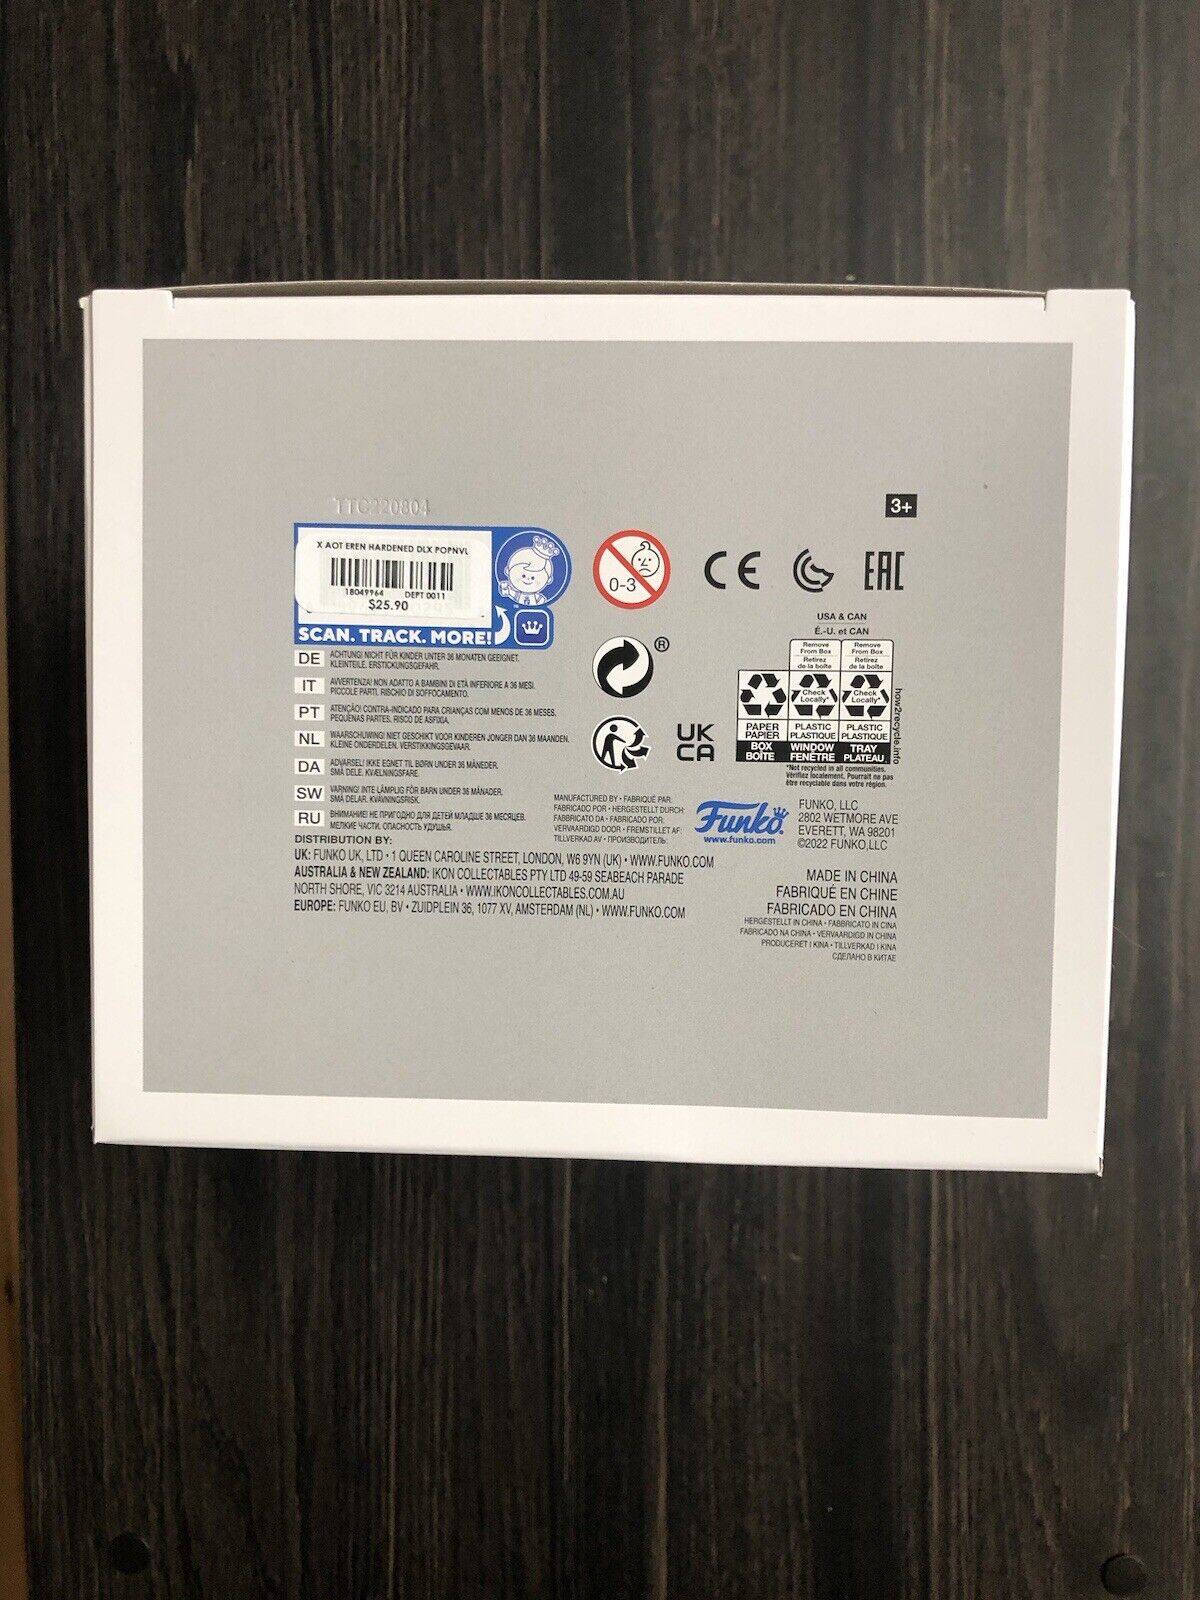 TTC220804
3+
X AOT EREN HARDENED DLX POPNVL
18049964 DEPT 0011
$25.90
SCAN. TRACK. MORE!
0-3
CE
EAC
®
UK
CA
USA & CAN
É.-U. et CAN
Remove From Box
Retirez de la boîte
Remove From Box
Retirez de la boîte
Check Locally*
Check Locally*
PAPER PAPIER
PLASTIC PLASTIQUE
PLASTIC PLASTIQUE
BOX BOÎTE
WINDOW FENÊTRE
TRAY PLATEAU
how2recycle.info
*Not recycled in all communities.
Vérifiez localement. Pourrait ne pas
être recyclable dans votre région.
DE ACHTUNG! NICHT FÜR KINDER UNTER 36 MONATEN GEEIGNET.
KLEINTEILE. ERSTICKUNGSGEFAHR.
IT AVVERTENZA! NON ADATTO A BAMBINI DI ETÀ INFERIORE A 36 MESI.
PICCOLE PARTI, RISCHIO DI SOFFOCAMENTO.
PT ATENÇÃO! CONTRA-INDICADO PARA CRIANÇAS COM MENOS DE 36 MESES.
PEQUENAS PARTES. RISCO DE ASFIXIA.
NL WAARSCHUWING! NIET GESCHIKT VOOR KINDEREN JONGER DAN 36 MAANDEN.
KLEINE ONDERDELEN. VERSTIKKINGSGEVAAR.
DA ADVARSEL! IKKE EGNET TIL BØRN UNDER 36 MÅNEDER.
SMÅ DELE. KVÆLNINGSFARE.
SW VARNING! INTE LÄMPLIG FÖR BARN UNDER 36 MÅNADER.
SMÅ DELAR. KVÄVNINGSRISK.
RU ВНИМАНИЕ! НЕ ПРИГОДНО ДЛЯ ДЕТЕЙ МЛАДШЕ 36 МЕСЯЦЕВ.
МЕЛКИЕ ЧАСТИ. ОПАСНОСТЬ УДУШЬЯ.
MANUFACTURED BY • FABRIQUÉ PAR:
FABRICADO POR • HERGESTELLT DURCH:
FABBRICATO DA • FABRICADO POR:
VERVAARDIGD DOOR • FREMSTILLET AF:
TILLVERKAD AV • ПРОИЗВОДИТЕЛЬ:
Funko.
www.funko.com
FUNKO, LLC
2802 WETMORE AVE
EVERETT, WA 98201
©2022 FUNKO,LLC
DISTRIBUTION BY:
UK: FUNKO UK, LTD • 1 QUEEN CAROLINE STREET, LONDON, W6 9YN (UK) • WWW.FUNKO.COM
AUSTRALIA & NEW ZEALAND: IKON COLLECTABLES PTY LTD 49-59 SEABEACH PARADE
NORTH SHORE, VIC 3214 AUSTRALIA • WWW.IKONCOLLECTABLES.COM.AU
EUROPE: FUNKO EU, BV • ZUIDPLEIN 36, 1077 XV, AMSTERDAM (NL) • WWW.FUNKO.COM
MADE IN CHINA
FABRIQUÉ EN CHINE
FABRICADO EN CHINA
HERGESTELLT IN CHINA • FABBRICATO IN CINA
FABRICADO NA CHINA • VERVAARDIGD IN CHINA
PRODUCERET I KINA • TILLVERKAD I KINA
СДЕЛАНО В КИТАЕ